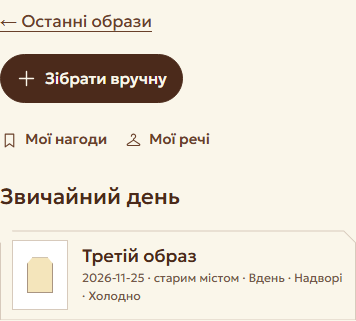 ← Останні образи
+ Зібрати вручну
Мої нагоди Мої речі
Звичайний день
Третій образ
2026-11-25 · старим містом · Вдень · Надворі
· Холодно